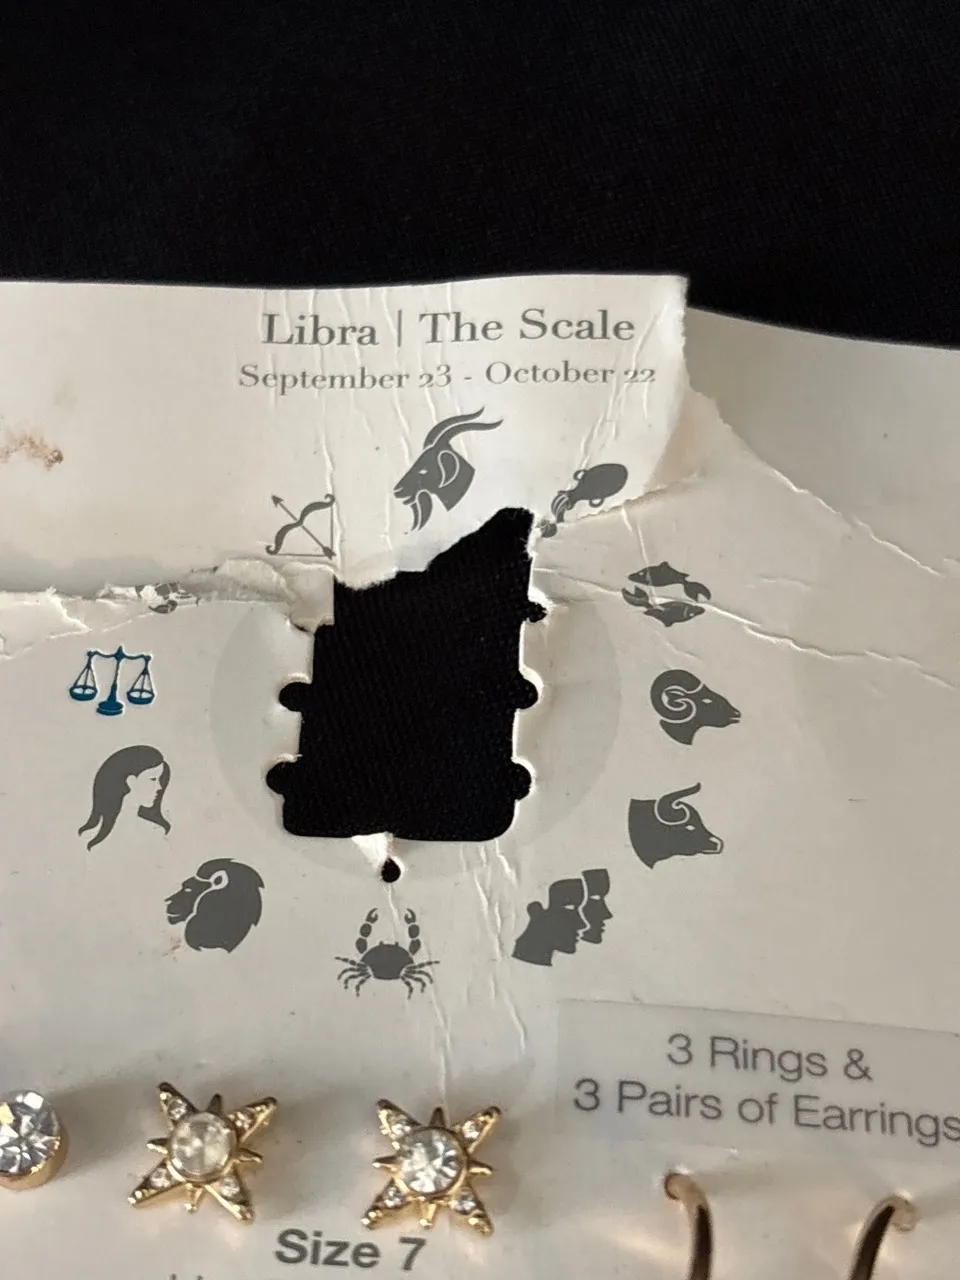 Libra | The Scale
September 23 - October 22
3 Rings &
3 Pairs of Earrings
Size 7